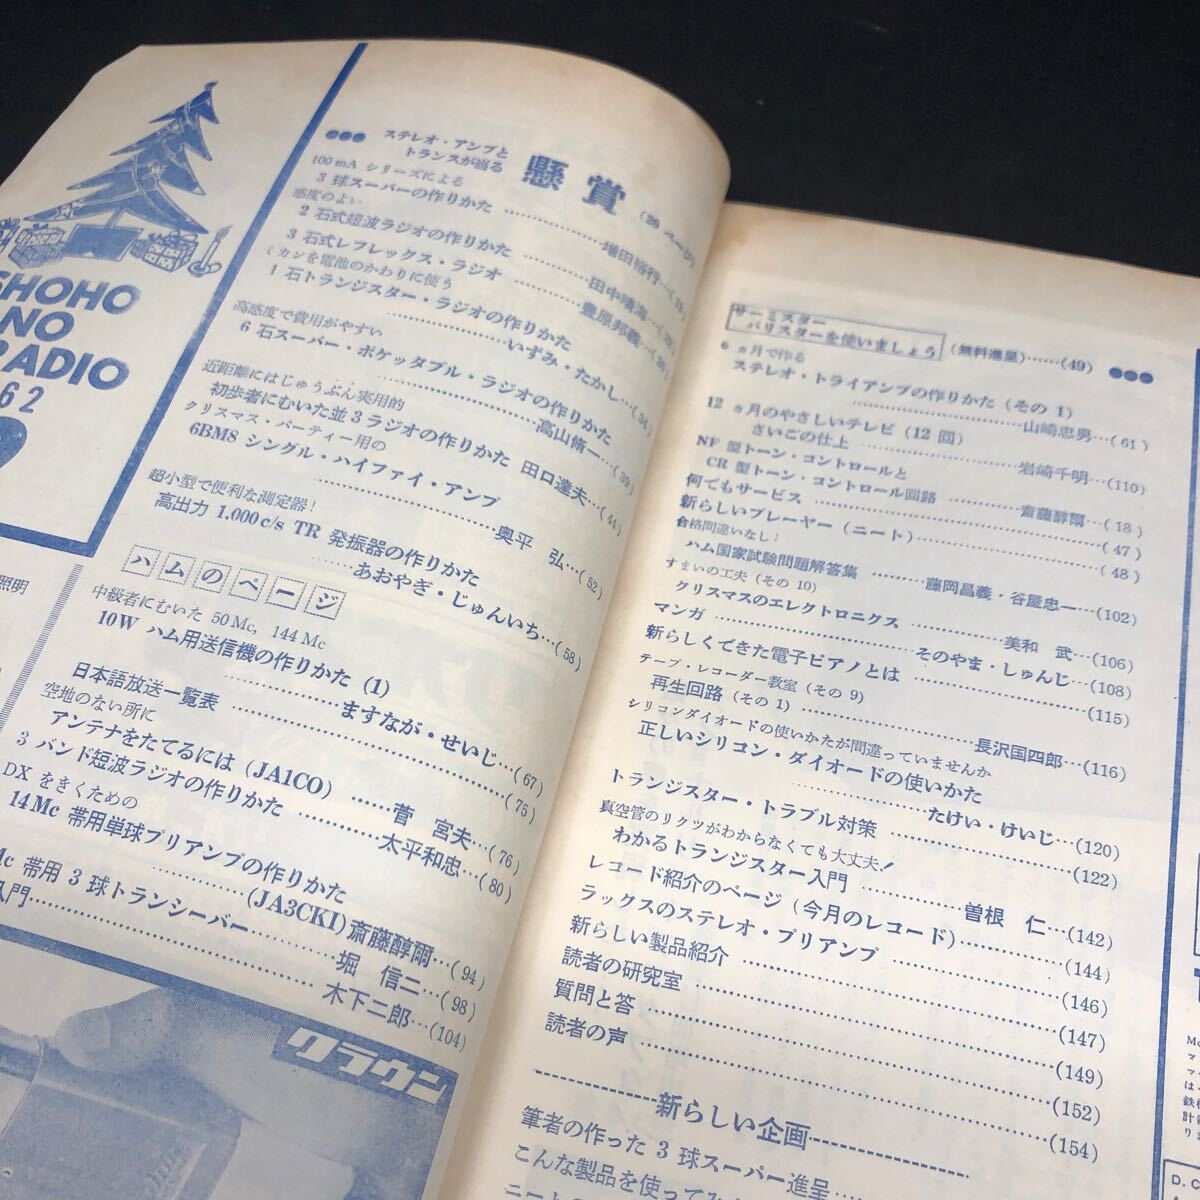 SHOHO
NO
RADIO
62
ステレオ・アンプと
トランスが当る
懸賞
(20 ページ)
100 mA シリーズによる
3 球スーパーの作りかた
感度のよい
2 石式短波ラジオの作りかた
田中晴海
3 石式レフレックス・ラジオ
豊原邦義
ミカンを電池のかわりに使う
1 石トランジスター・ラジオの作りかた
いずみ・たかし…(34)
高感度で費用がやすい
6 石スーパー・ポケッタブル・ラジオの作りかた
高山脩一…(39)
近距離にはじゅうぶん実用的
初歩者にむいた並 3 ラジオの作りかた 田口達夫…(44)
クリスマス・パーティー用の
6BM8 シングル・ハイファイ・アンプ
奥平 弘…(52)
超小型で便利な測定器!
高出力 1,000 c/s TR 発振器の作りかた
あおやぎ・じゅんいち…(58)
ハムのページ
中級者にむいた 50 Mc, 144 Mc
10W ハム用送信機の作りかた (1)
ますなが・せいじ…(67)
日本語放送一覧表…(75)
空地のない所に
アンテナをたてるには (JA1CO) ……菅 宮夫…(76)
3 バンド短波ラジオの作りかた…太平和忠…(80)
DX をきくための
14 Mc 帯用単球プリアンプの作りかた
(JA3CKI) 斎藤醇爾…(94)
Mc 帯用 3 球トランシーバー…堀 信二…(98)
入門…木下二郎…(104)
クラウン
照明
サーミスター
バリスターを使いましょう
(無料進呈)……(49)
6 ヵ月で作る
ステレオ・トライアンプの作りかた (その 1)
山崎忠男…(61)
12 ヵ月のやさしいテレビ (12 回)
さいごの仕上…岩崎千明…(110)
NF 型トーン・コントロールと
CR 型トーン・コントロール回路…斎藤醇爾…(18)
何でもサービス…(47)
新らしいプレーヤー (ニート)…(48)
合格間違いなし!
ハム国家試験問題解答集…藤岡昌義・谷屋忠一…(102)
すまいの工夫 (その 10)
クリスマスのエレクトロニクス…美和 武…(106)
マンガ…そのやま・しゅんじ…(108)
新らしくできた電子ピアノとは…(115)
テープ・レコーダー教室 (その 9)
再生回路 (その 1)…長沢国四郎…(116)
シリコンダイオードの使いかたが間違っていませんか
正しいシリコン・ダイオードの使いかた
たけい・けいじ…(120)
トランジスター・トラブル対策…(122)
真空管のリクツがわからなくても大丈夫!
わかるトランジスター入門…曽根 仁…(142)
レコード紹介のページ (今月のレコード)…(144)
ラックスのステレオ・プリアンプ…(146)
新らしい製品紹介…(147)
読者の研究室…(149)
質問と答…(152)
読者の声…(154)
新らしい企画
筆者の作った 3 球スーパー進呈
こんな製品を使ってみ
ニートの